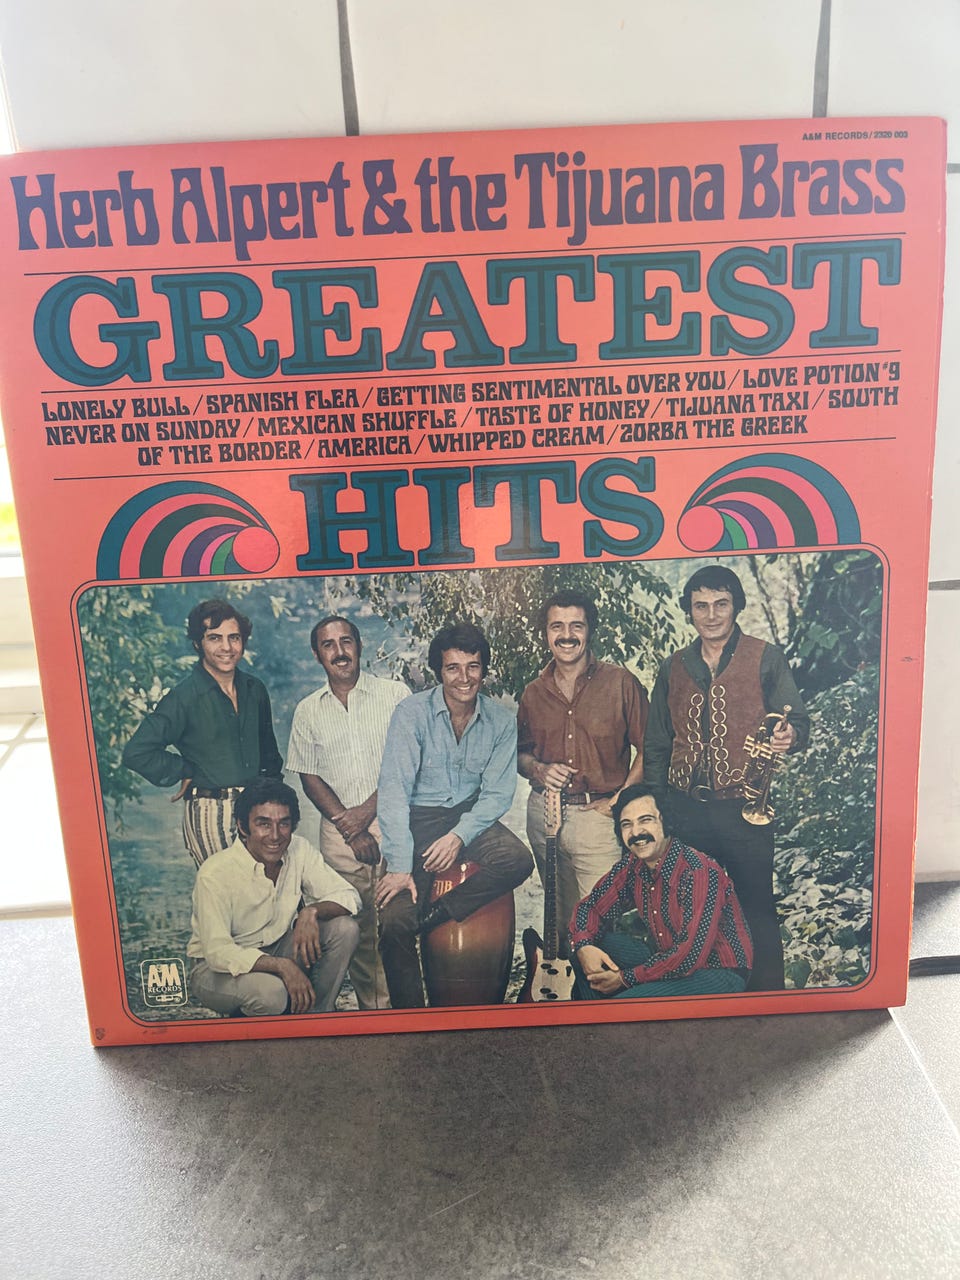 A&M RECORDS/2320 003
Herb Alpert & the Tijuana Brass
GREATEST
LONELY BULL / SPANISH FLEA / GETTING SENTIMENTAL OVER YOU / LOVE POTION #9
NEVER ON SUNDAY / MEXICAN SHUFFLE / TASTE OF HONEY / TIJUANA TAXI / SOUTH
OF THE BORDER / AMERICA / WHIPPED CREAM / ZORBA THE GREEK
HITS
TJB
A&M
RECORDS